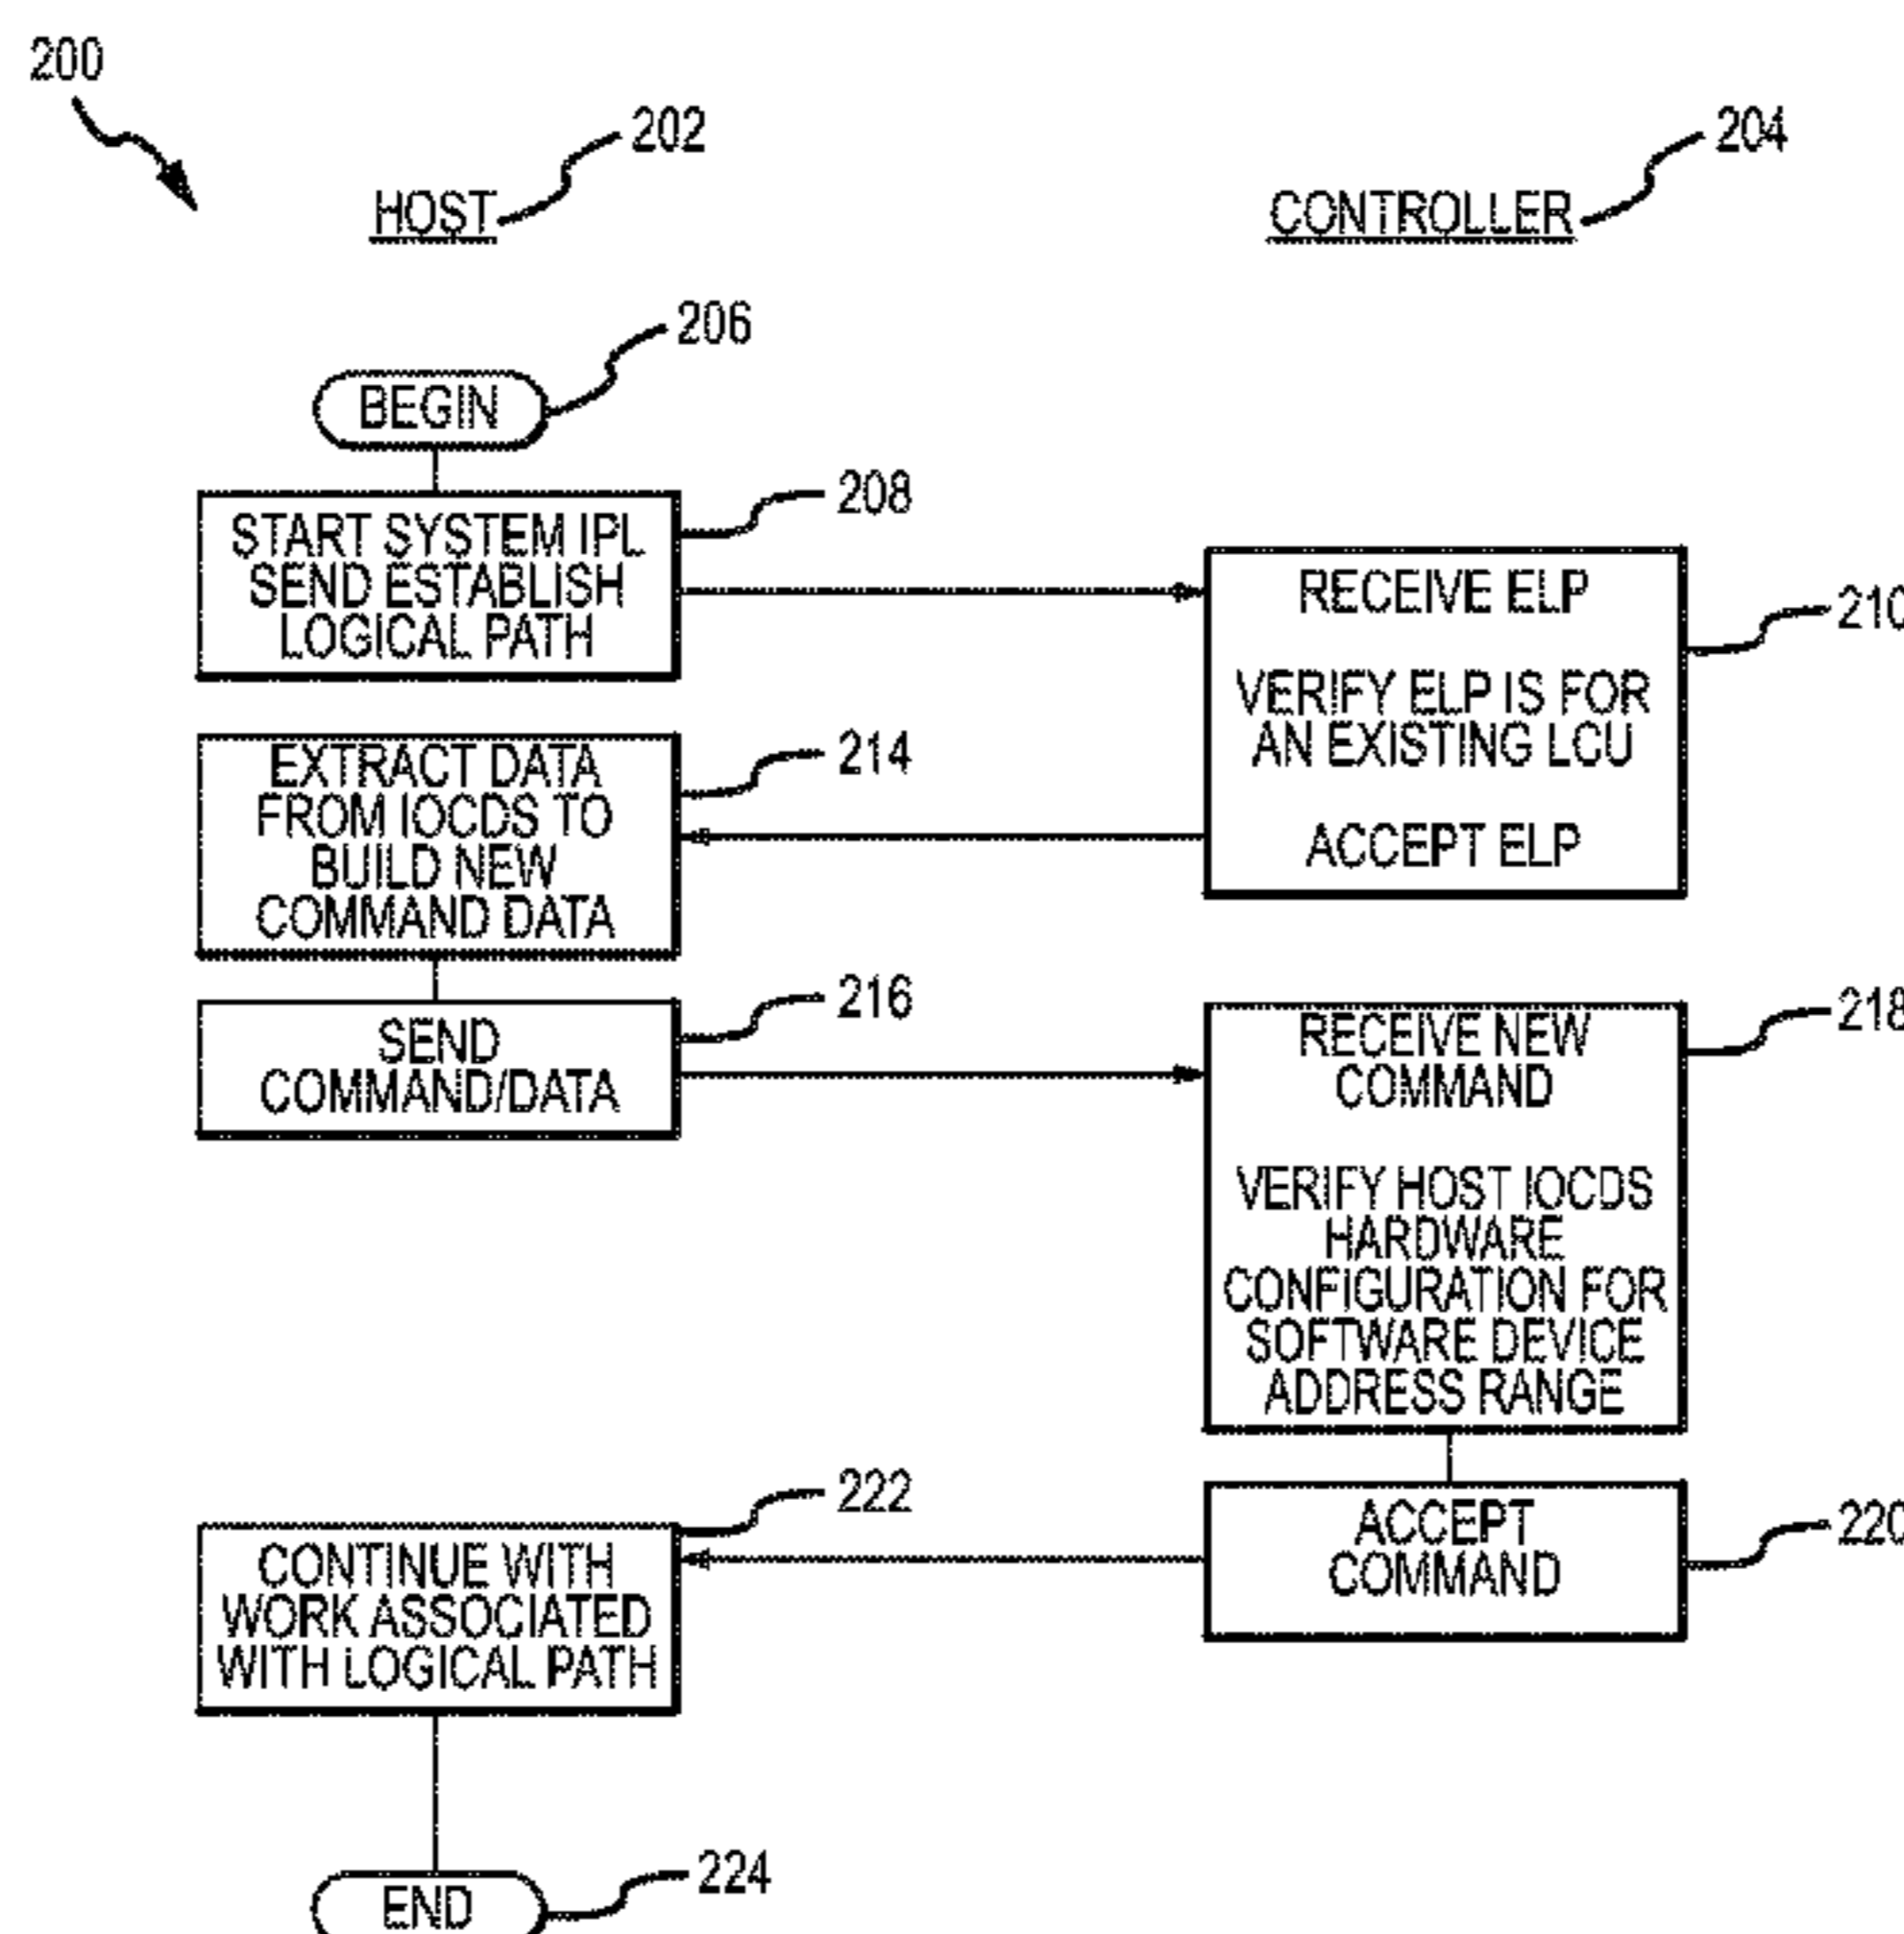 200
202
204
HOST
CONTROLLER
206
BEGIN
208
START SYSTEM IPL
SEND ESTABLISH
LOGICAL PATH
210
RECEIVE ELP
VERIFY ELP IS FOR
AN EXISTING LCU
ACCEPT ELP
214
EXTRACT DATA
FROM IOCDS TO
BUILD NEW
COMMAND DATA
216
SEND
COMMAND/DATA
218
RECEIVE NEW
COMMAND
VERIFY HOST IOCDS
HARDWARE
CONFIGURATION FOR
SOFTWARE DEVICE
ADDRESS RANGE
220
ACCEPT
COMMAND
222
CONTINUE WITH
WORK ASSOCIATED
WITH LOGICAL PATH
224
END